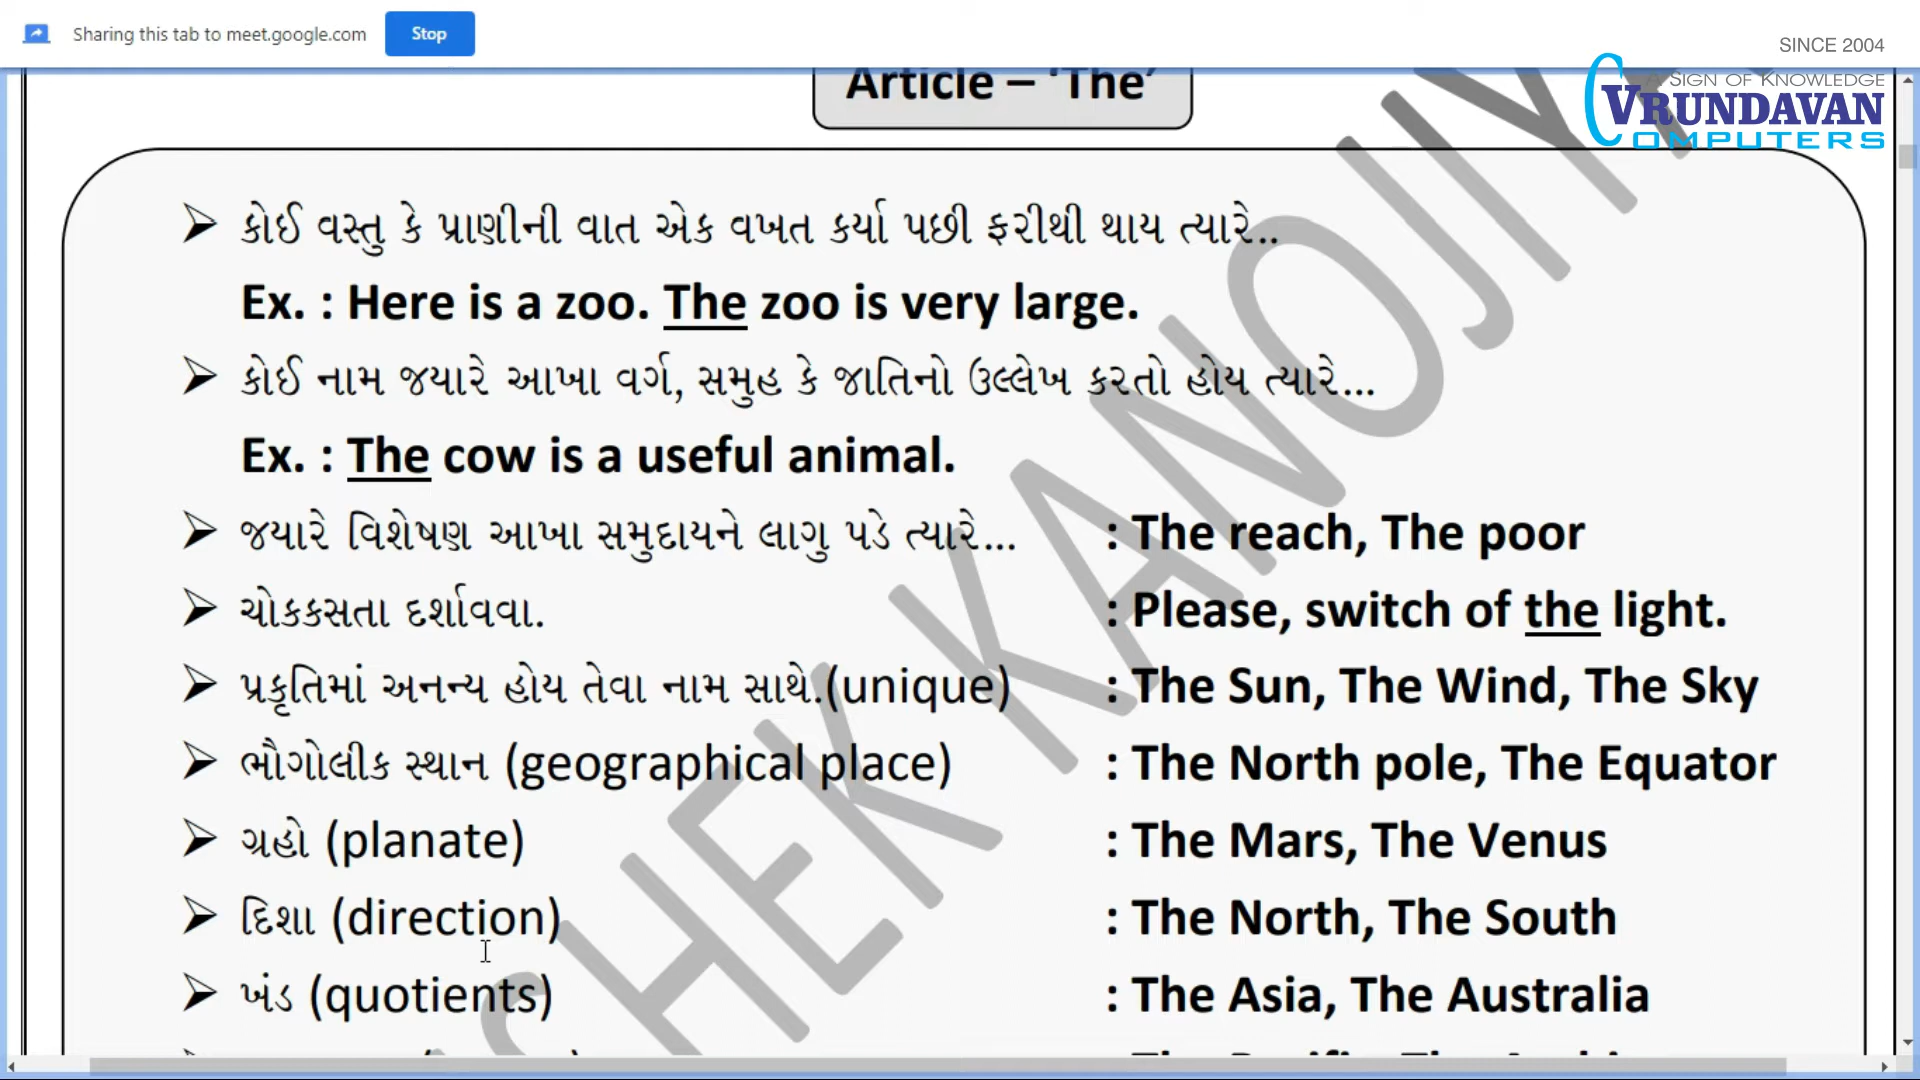 Sharing this tab to meet.google.com Stop
SINCE 2004
A SIGN OF KNOWLEDGE
VRUNDAVAN
COMPUTERS
Article – ‘The’
➢ કોઈ વસ્તુ કે પ્રાણીની વાત એક વખત કર્યા પછી ફરીથી થાય ત્યારે..
Ex. : Here is a zoo. The zoo is very large.
➢ કોઈ નામ જયારે આખા વર્ગ, સમુહ કે જાતિનો ઉલ્લેખ કરતો હોય ત્યારે...
Ex. : The cow is a useful animal.
➢ જયારે વિશેષણ આખા સમુદાયને લાગુ પડે ત્યારે... : The reach, The poor
➢ ચોકકસતા દર્શાવવા. : Please, switch of the light.
➢ પ્રકૃતિમાં અનન્ય હોય તેવા નામ સાથે.(unique) : The Sun, The Wind, The Sky
➢ ભૌગોલીક સ્થાન (geographical place) : The North pole, The Equator
➢ ગ્રહો (planate) : The Mars, The Venus
➢ દિશા (direction) : The North, The South
➢ ખંડ (quotients) : The Asia, The Australia
HEK KANOJIY